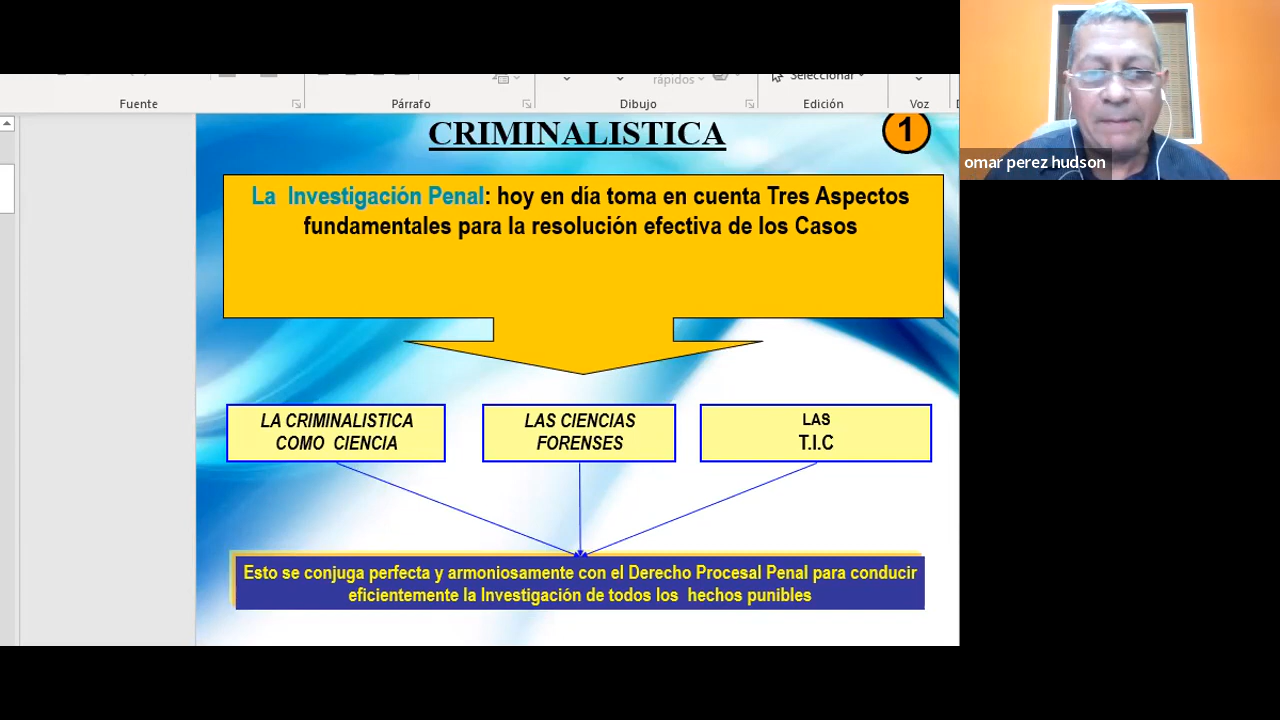 rápidos
Seleccionar
Fuente
Párrafo
Dibujo
Edición
Voz
omar perez hudson
CRIMINALISTICA
1
La Investigación Penal: hoy en día toma en cuenta Tres Aspectos
fundamentales para la resolución efectiva de los Casos
LA CRIMINALISTICA
COMO CIENCIA
LAS CIENCIAS
FORENSES
LAS
T.I.C
Esto se conjuga perfecta y armoniosamente con el Derecho Procesal Penal para conducir
eficientemente la Investigación de todos los hechos punibles